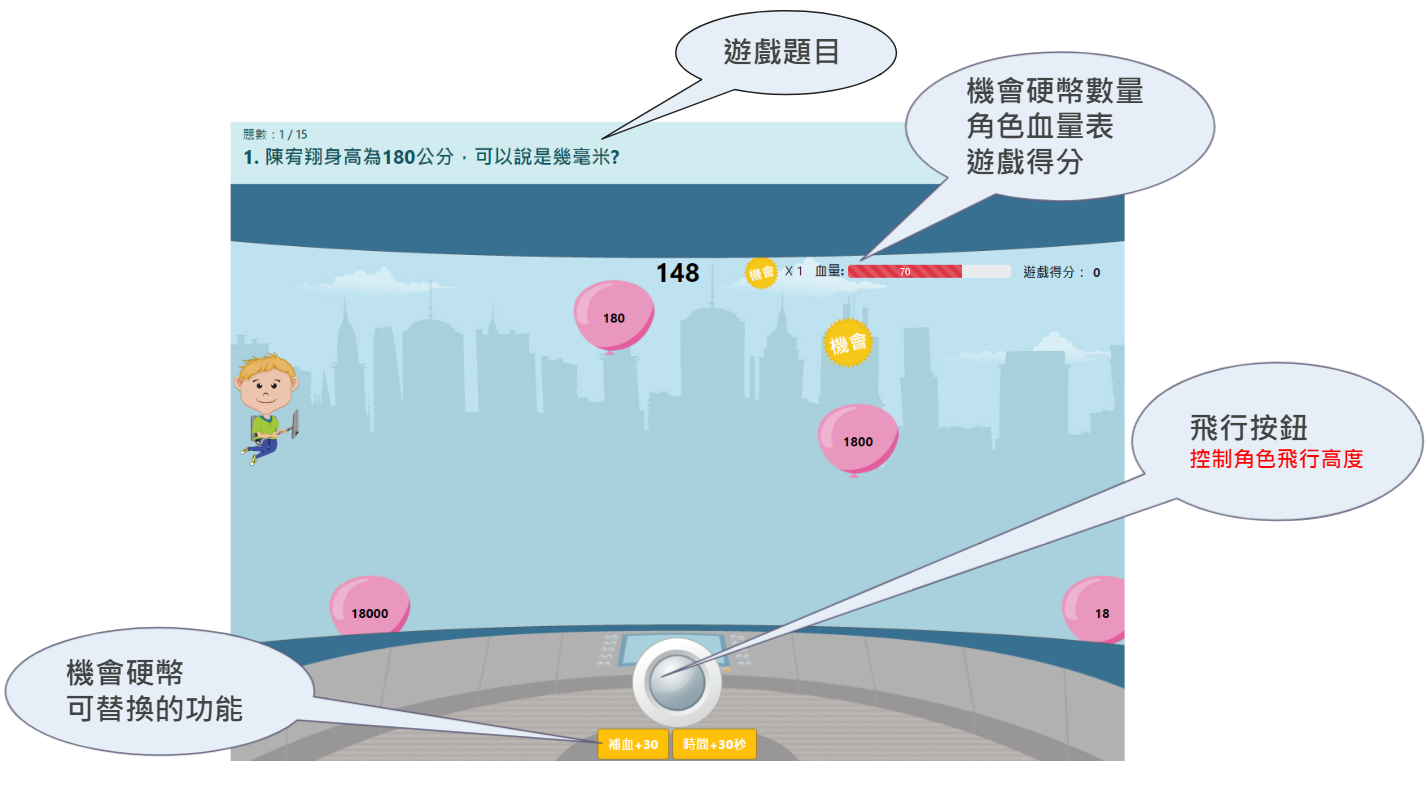 遊戲題目
機會硬幣數量
角色血量表
遊戲得分
題數：1 / 15
1. 陳宥翔身高為180公分，可以說是幾毫米?
148
機會 X 1 血量: 70 遊戲得分： 0
180
機會
1800
飛行按鈕
控制角色飛行高度
18000
18
機會硬幣
可替換的功能
補血+30 時間+30秒